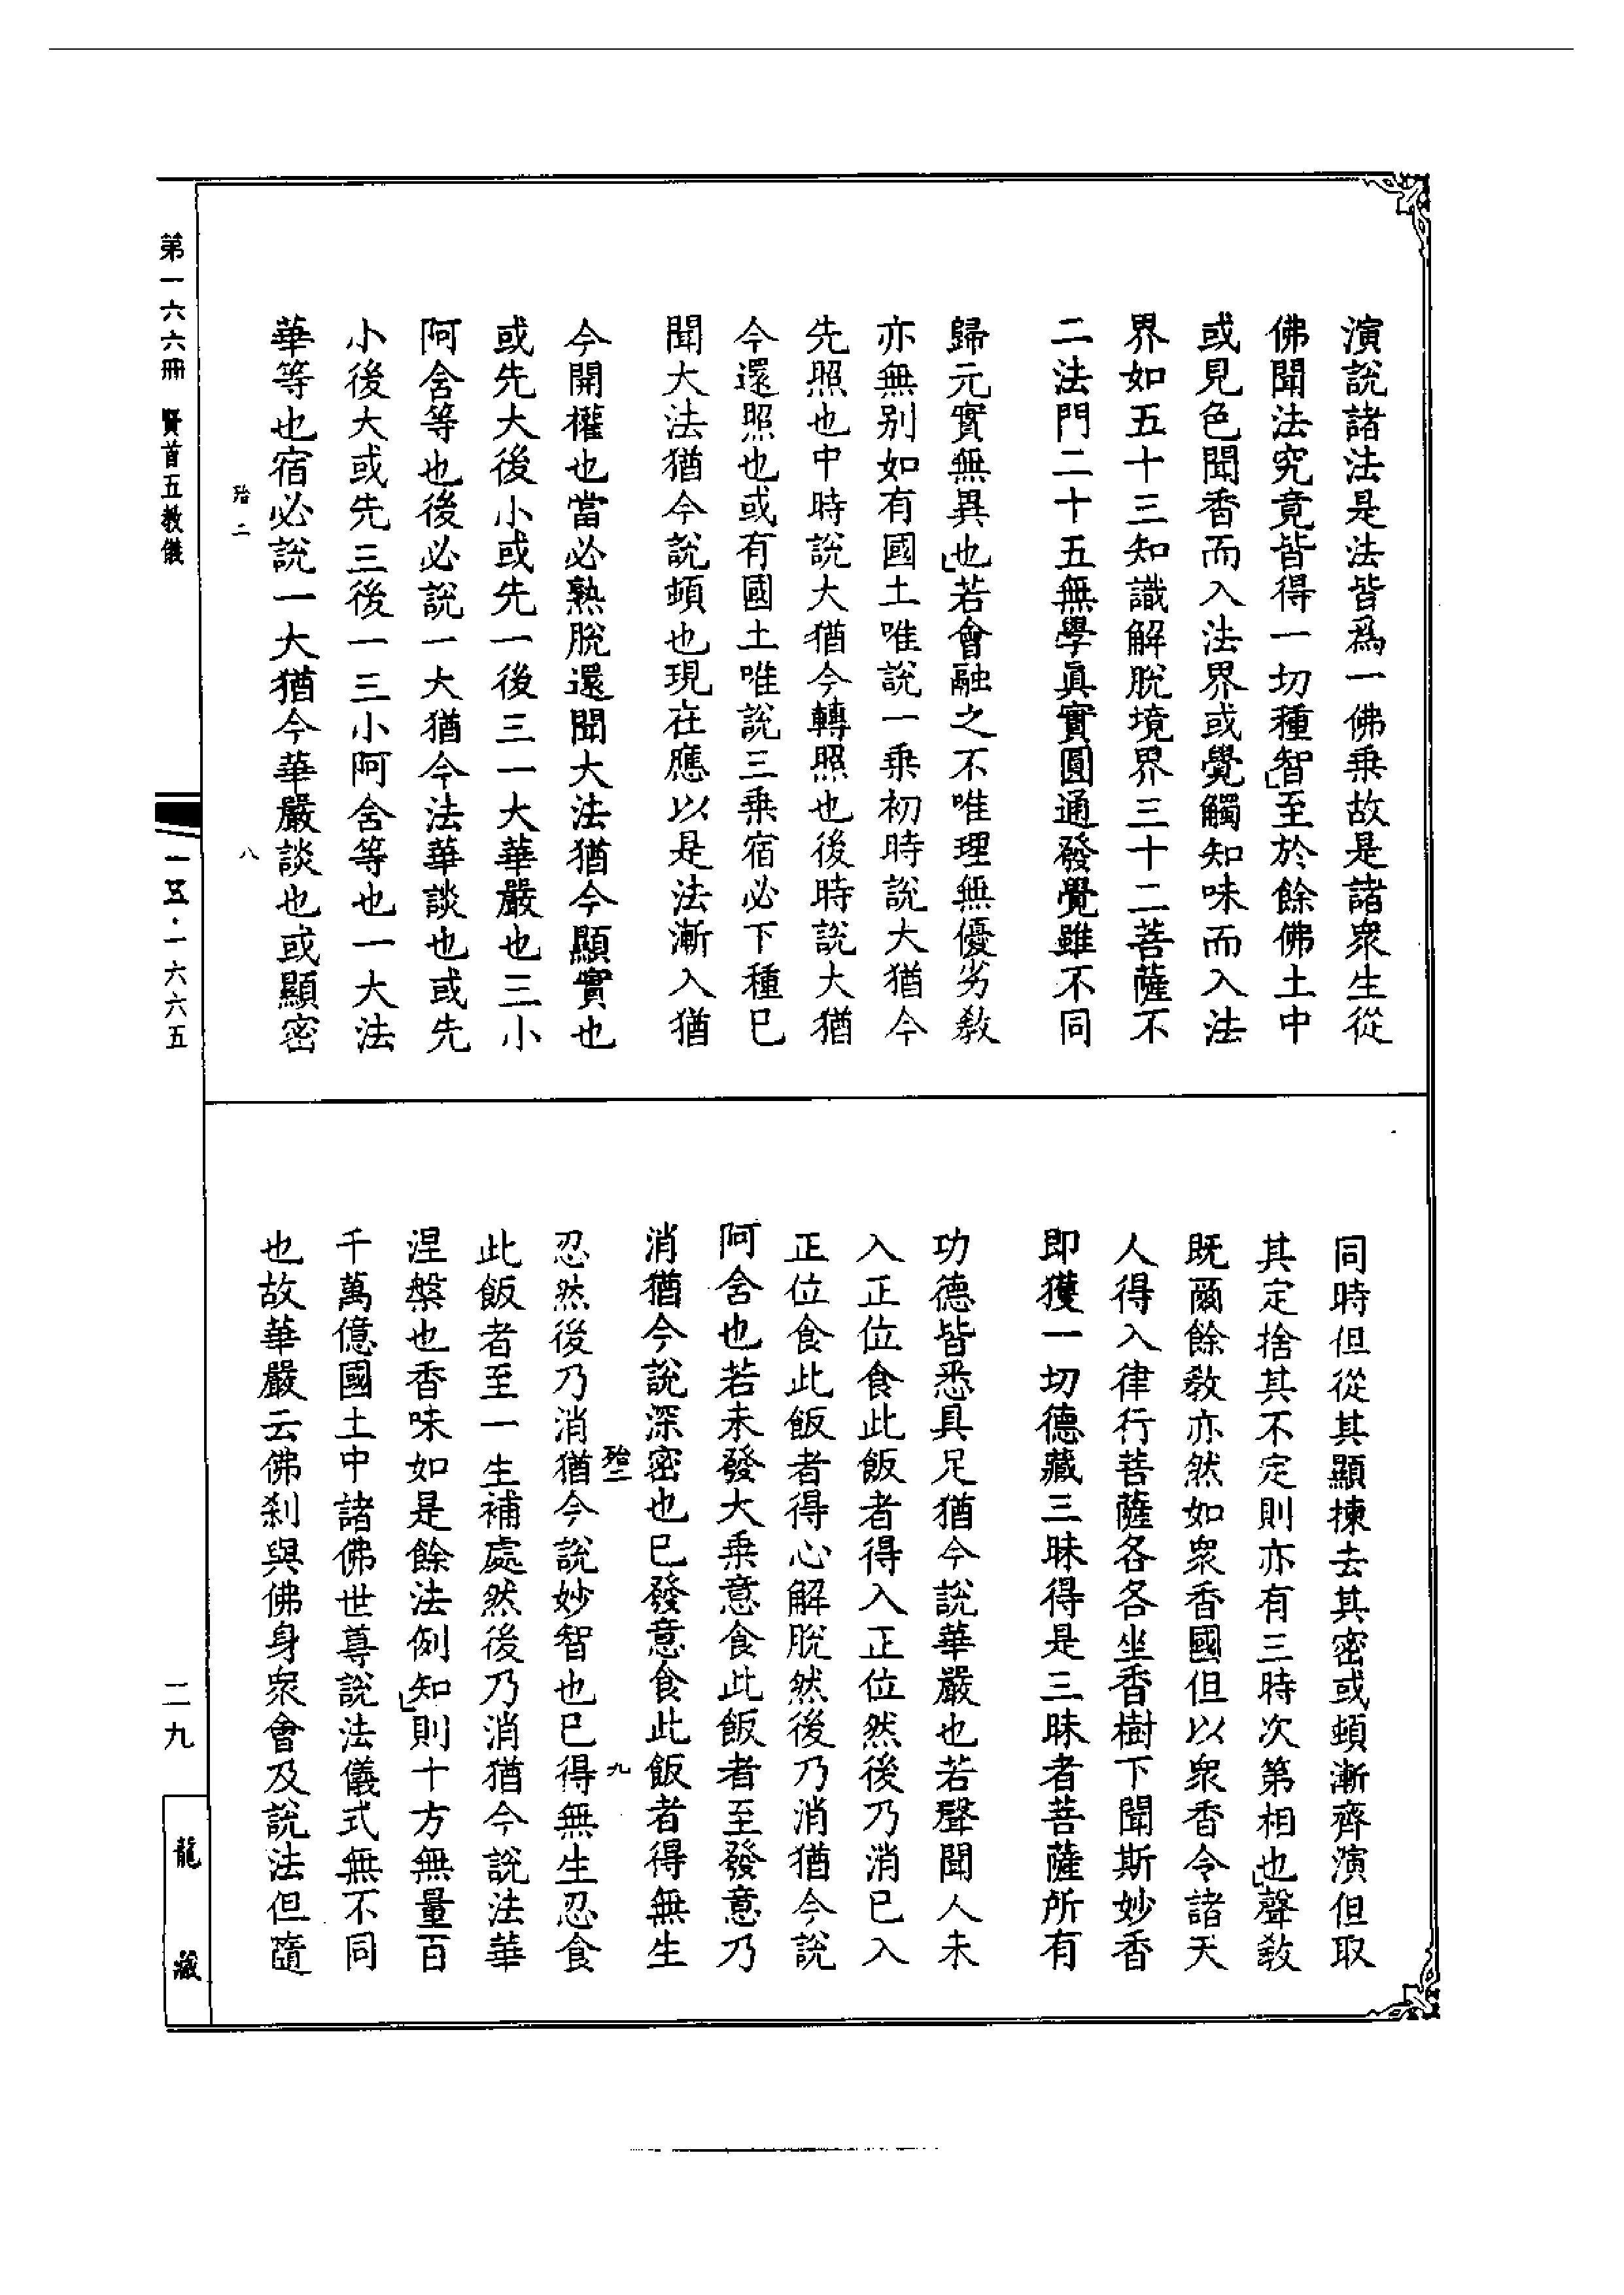 演說諸法是法皆爲一佛乗故是諸衆生從
佛聞法究竟皆得一切種智至於餘佛土中
或見色聞香而入法界或覺觸知味而入法
界如五十三知識解脫境界三十二菩薩不
二法門二十五無學眞實圓通發覺雖不同
歸元實無異也若會融之不唯理無優劣教
亦無别如有國土唯說一乗初時說大猶今
先照也中時說大猶今轉照也後時說大猶
今還照也或有國土唯說三乗宿必下種已
聞大法猶今說頓也現在應以是法漸入猶
今開權也當必熟脫還聞大法猶今顯實也
或先大後小或先一後三一大華嚴也三小
阿含等也後必說一大猶今法華談也或先
小後大或先三後一三小阿含等也一大法
華等也宿必說一大猶今華嚴談也或顯密
同時但從其顯揀去其密或頓漸齊演但取
其定捨其不定則亦有三時次第相也聲教
既爾餘教亦然如衆香國但以衆香令諸天
人得入律行菩薩各各坐香樹下聞斯妙香
即獲一切德藏三昧得是三昧者菩薩所有
功德皆悉具足猶今說華嚴也若聲聞人未
入正位食此飯者得入正位然後乃消已入
正位食此飯者得心解脫然後乃消猶今說
阿含也若未發大乗意食此飯者至發意乃
消猶今說深密也已發意食此飯者得無生
忍然後乃消猶今說妙智也已得無生忍食
此飯者至一生補處然後乃消猶今說法華
涅槃也香味如是餘法例知則十方無量百
千萬億國土中諸佛世尊說法儀式無不同
也故華嚴云佛刹與佛身衆會及說法但隨
殆二
八
殆二
九
第一六六冊 賢首五教儀
一五·一六六五
二九
龍藏